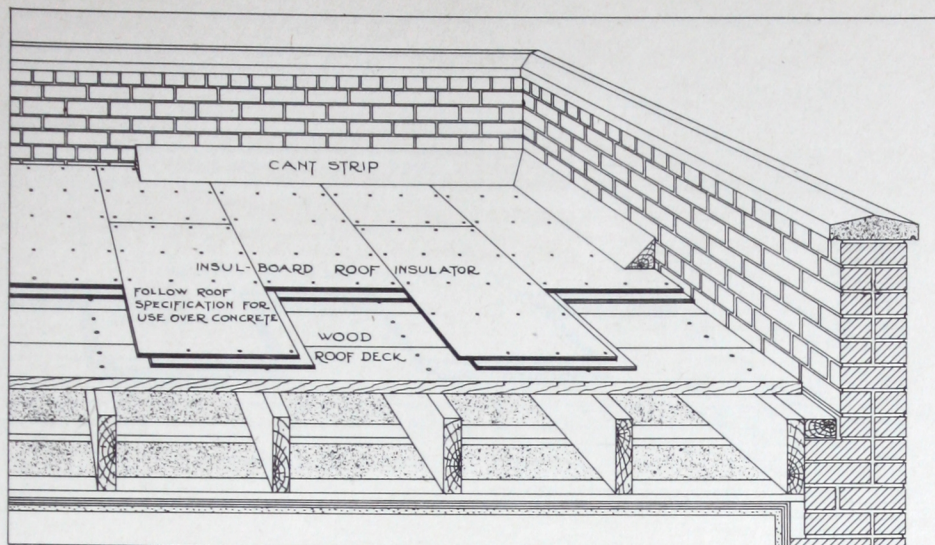 CANT STRIP
INSUL-BOARD ROOF INSULATOR
FOLLOW ROOF
SPECIFICATION FOR
USE OVER CONCRETE
WOOD
ROOF DECK